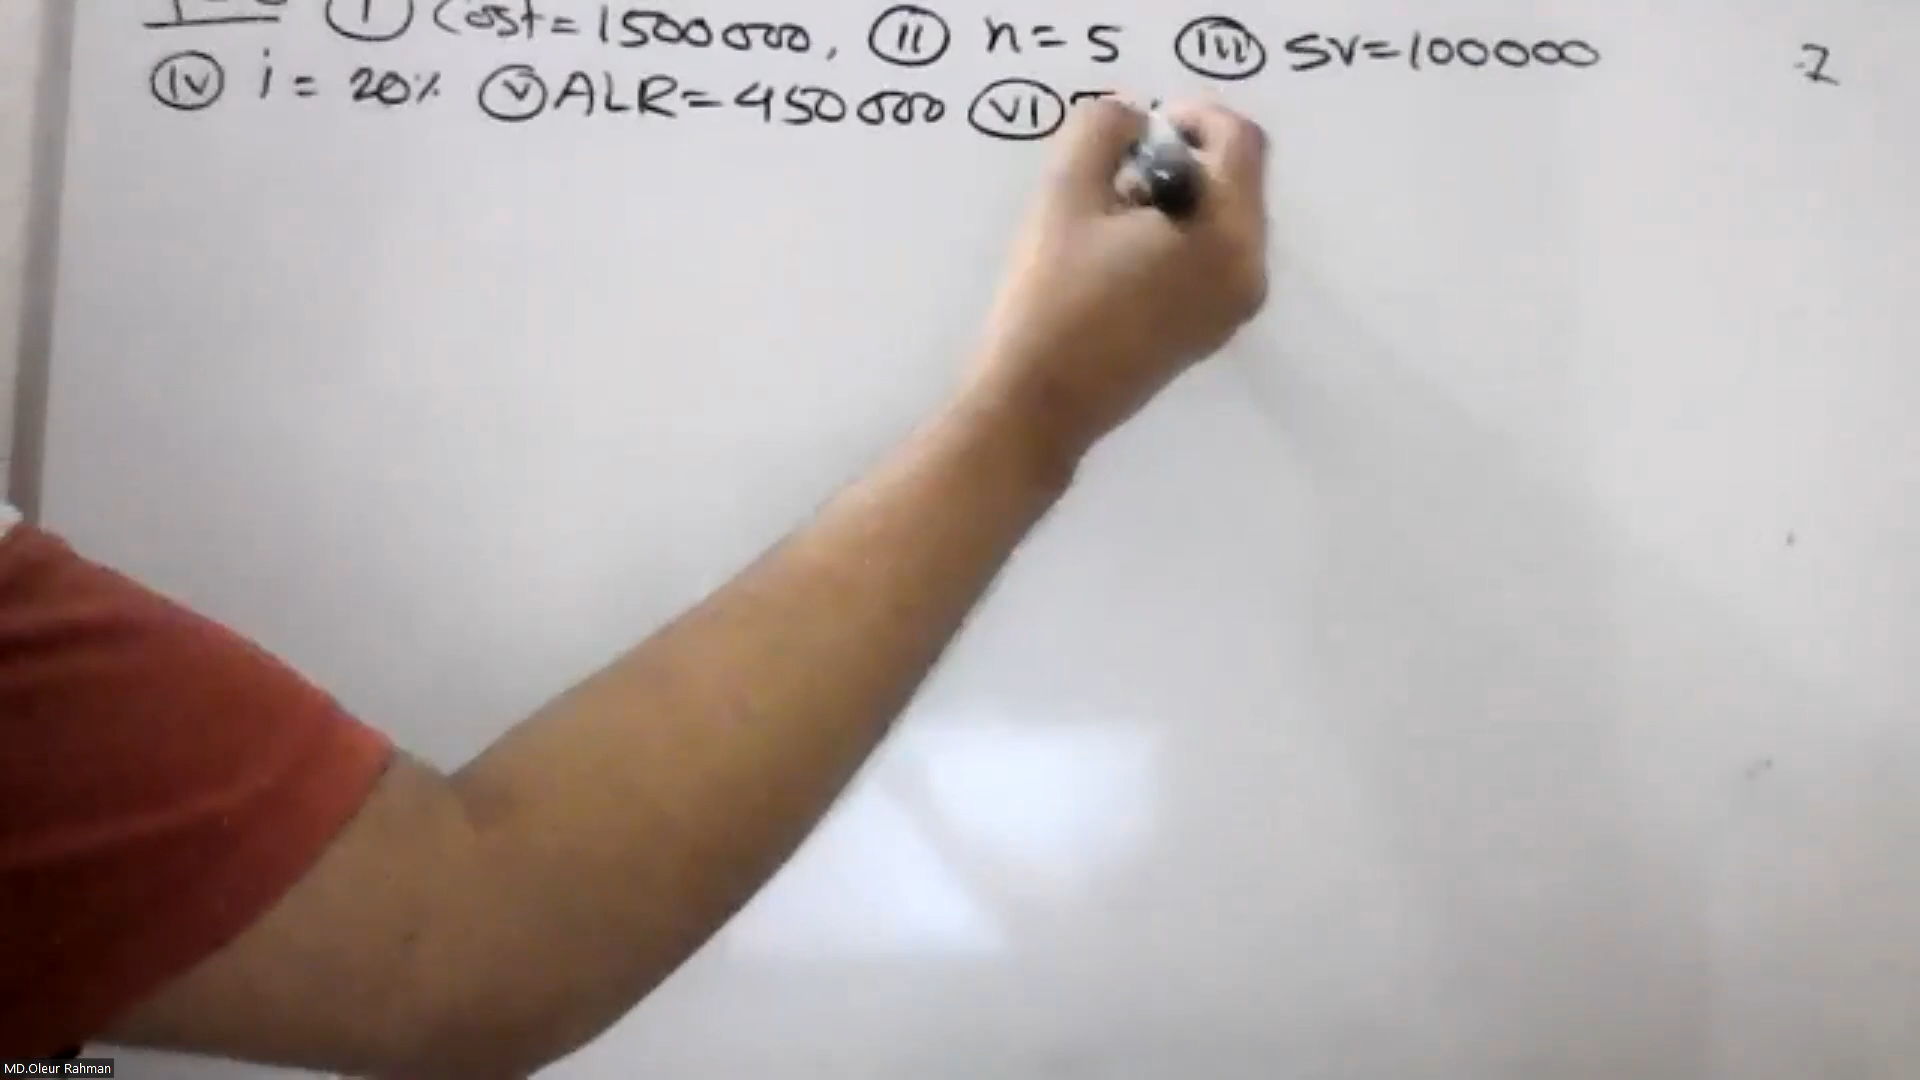 (i) Cost = 1500000, (ii) n = 5 (iii) SV = 100000
(iv) i = 20% (v) ALR = 450000 (vi)
MD.Oleur Rahman